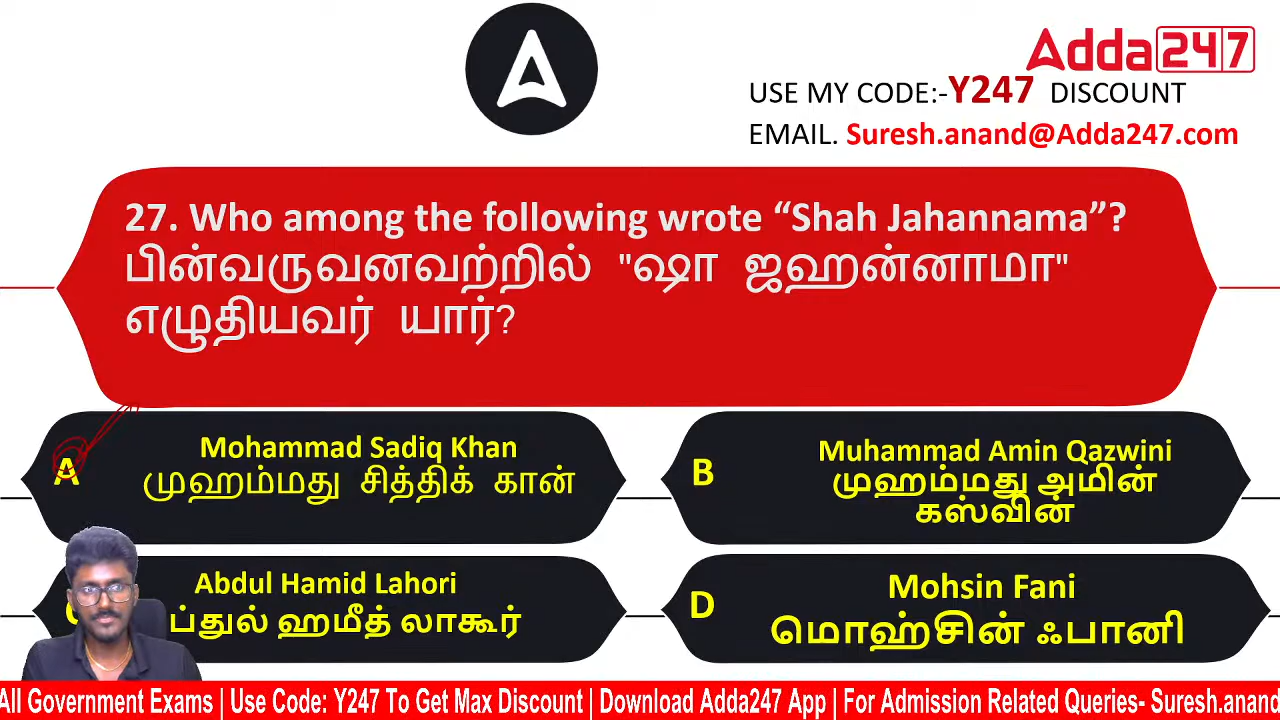 Adda247
USE MY CODE:-Y247 DISCOUNT
EMAIL. Suresh.anand@Adda247.com
27. Who among the following wrote “Shah Jahannama”?
பின்வருவனவற்றில் "ஷா ஜஹன்னாமா"
எழுதியவர் யார்?
A
Mohammad Sadiq Khan
முஹம்மது சித்திக் கான்
B
Muhammad Amin Qazwini
முஹம்மது அமின்
கஸ்வின்
Abdul Hamid Lahori
ப்துல் ஹமீத் லாகூர்
D
Mohsin Fani
மொஹ்சின் ஃபானி
All Government Exams | Use Code: Y247 To Get Max Discount | Download Adda247 App | For Admission Related Queries- Suresh.anand